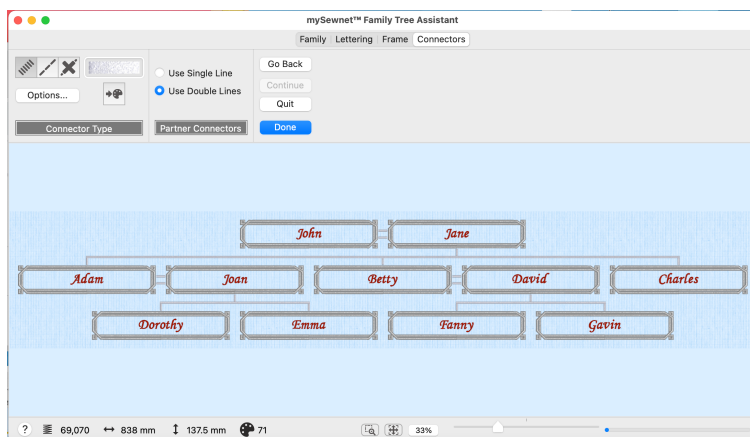 mySewnet™ Family Tree Assistant
Family Lettering Frame Connectors
Use Single Line
Use Double Lines
Options...
Go Back
Continue
Quit
Done
Connector Type
Partner Connectors
John Jane
Adam Joan Betty David Charles
Dorothy Emma Fanny Gavin
? 69,070 838 mm 137.5 mm 71 33%